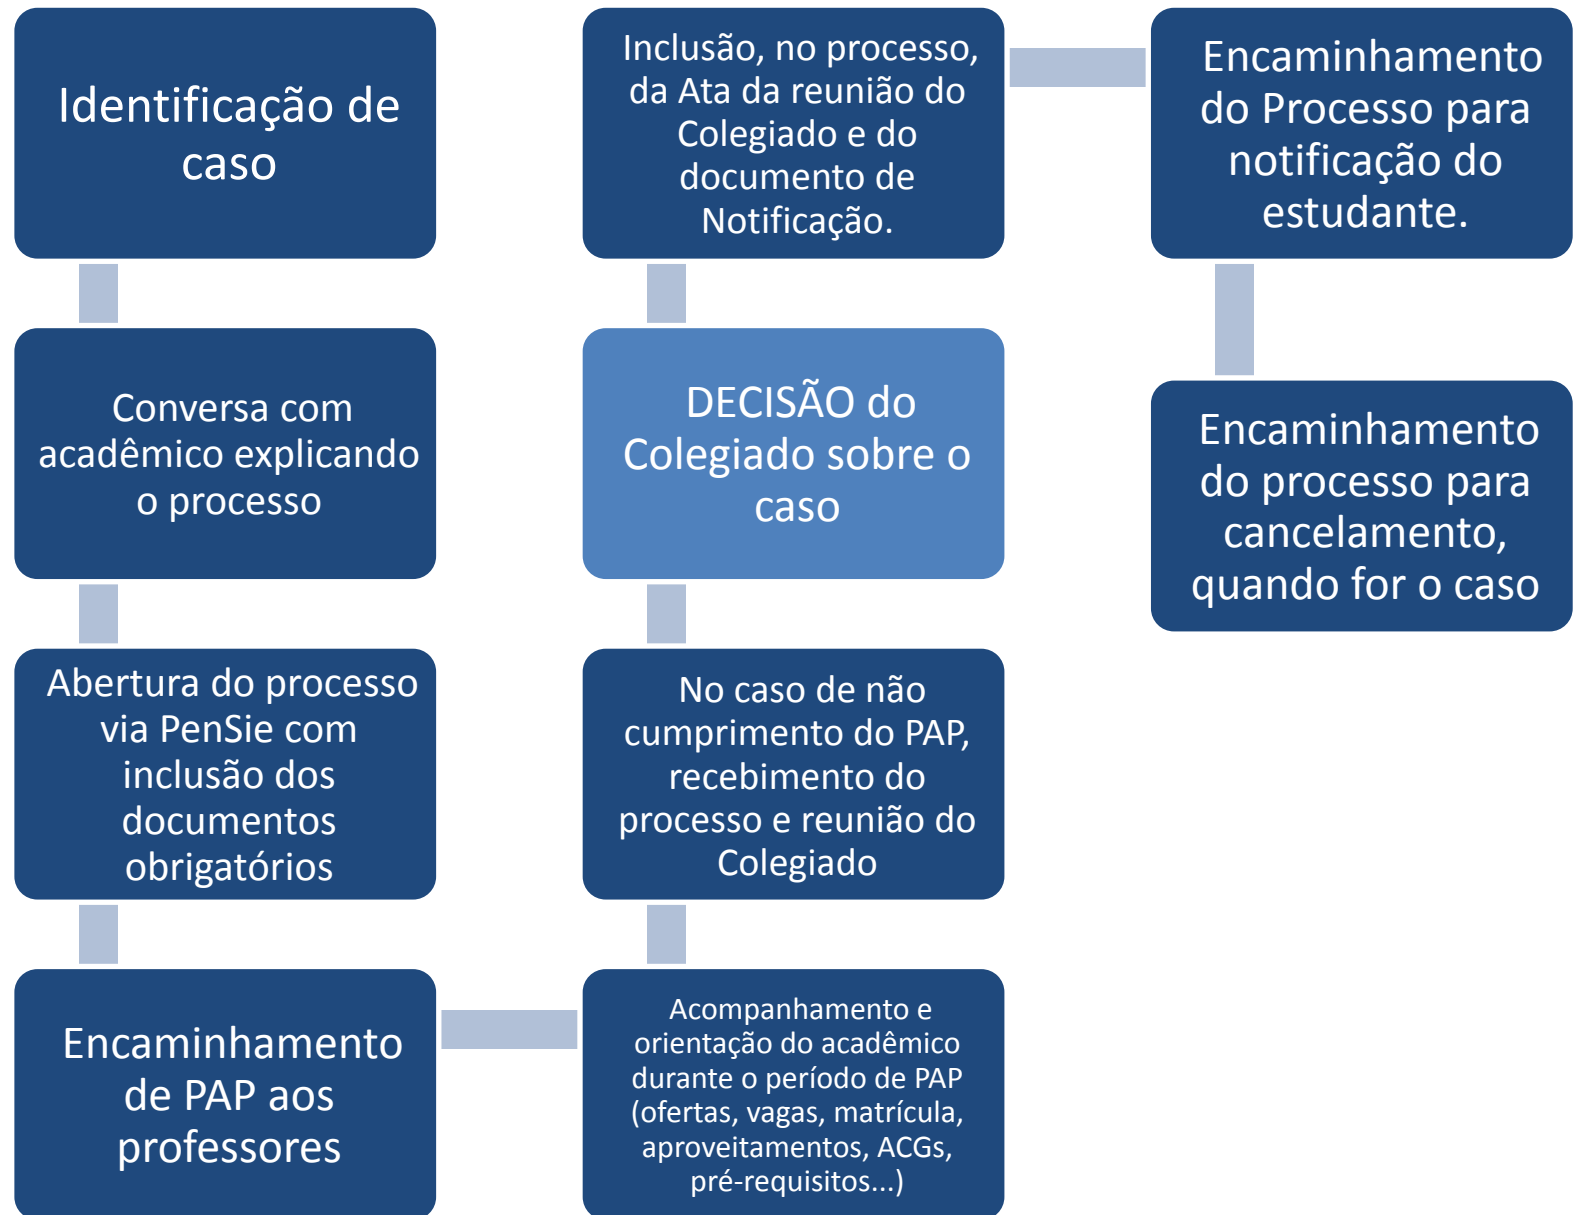 Identificação de
caso
Conversa com
acadêmico explicando
o processo
Abertura do processo
via PenSie com
inclusão dos
documentos
obrigatórios
Encaminhamento
de PAP aos
professores
Acompanhamento e
orientação do acadêmico
durante o período de PAP
(ofertas, vagas, matrícula,
aproveitamentos, ACGs,
pré-requisitos...)
No caso de não
cumprimento do PAP,
recebimento do
processo e reunião do
Colegiado
DECISÃO do
Colegiado sobre o
caso
Inclusão, no processo,
da Ata da reunião do
Colegiado e do
documento de
Notificação.
Encaminhamento
do Processo para
notificação do
estudante.
Encaminhamento
do processo para
cancelamento,
quando for o caso